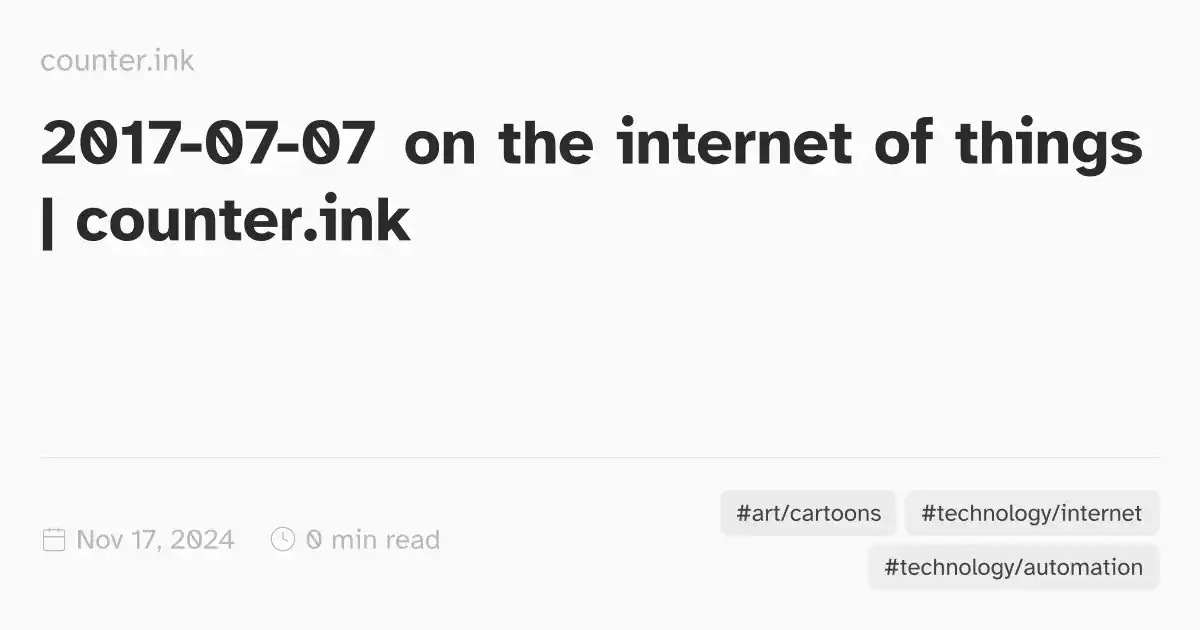 counter.ink
2017-07-07 on the internet of things
| counter.ink
Nov 17, 2024 0 min read
#art/cartoons #technology/internet
#technology/automation